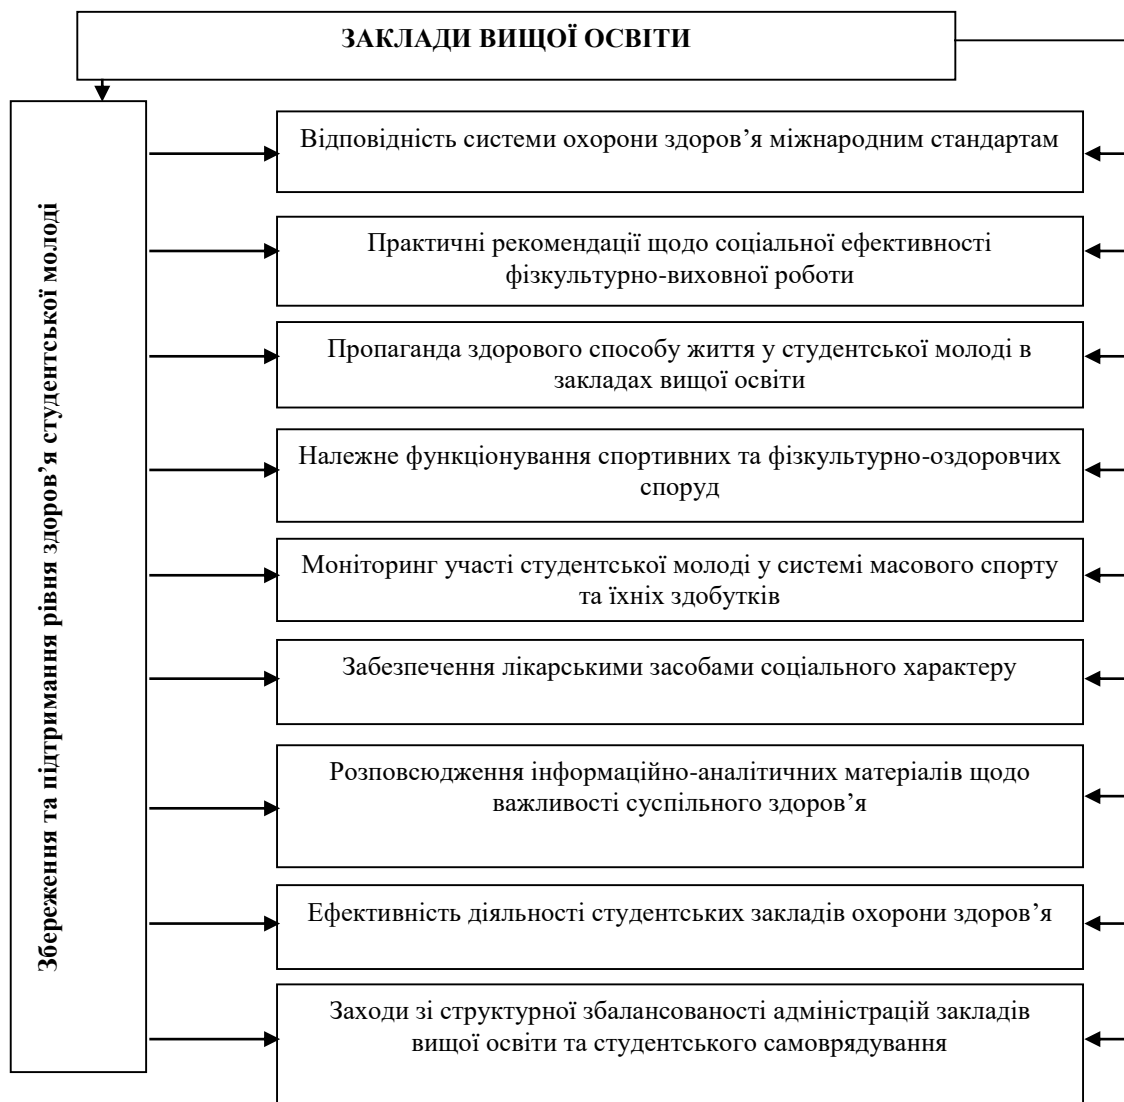 ЗАКЛАДИ ВИЩОЇ ОСВІТИ
Збереження та підтримання рівня здоров’я студентської молоді
Відповідність системи охорони здоров’я міжнародним стандартам
Практичні рекомендації щодо соціальної ефективності
фізкультурно-виховної роботи
Пропаганда здорового способу життя у студентської молоді в
закладах вищої освіти
Належне функціонування спортивних та фізкультурно-оздоровчих
споруд
Моніторинг участі студентської молоді у системі масового спорту
та їхніх здобутків
Забезпечення лікарськими засобами соціального характеру
Розповсюдження інформаційно-аналітичних матеріалів щодо
важливості суспільного здоров’я
Ефективність діяльності студентських закладів охорони здоров’я
Заходи зі структурної збалансованості адміністрацій закладів
вищої освіти та студентського самоврядування